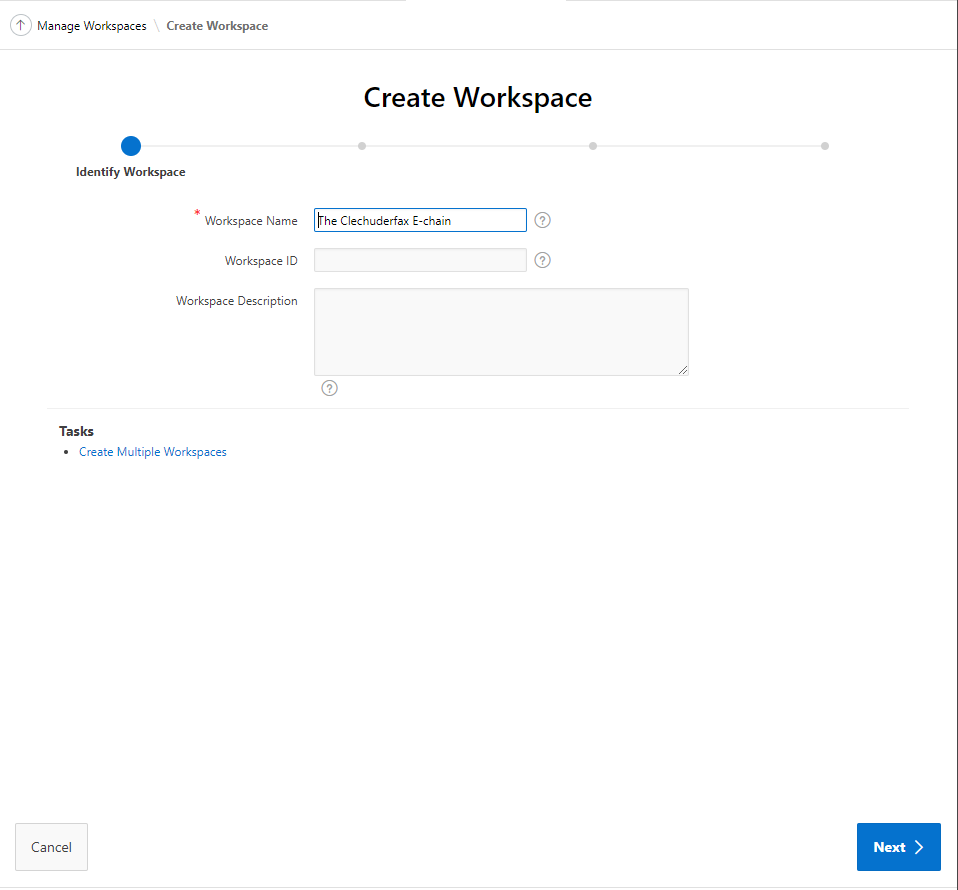 Manage Workspaces \ Create Workspace
Create Workspace
Identify Workspace
* Workspace Name The Clechuderfax E-chain ?
Workspace ID ?
Workspace Description
?
Tasks
• Create Multiple Workspaces
Cancel Next